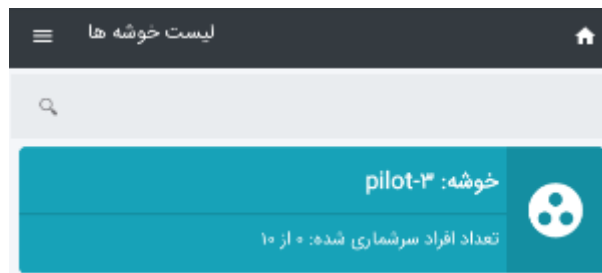 لیست خوشه ها
خوشه: pilot-۳
تعداد افراد سرشماری شده: ۰ از ۱۰